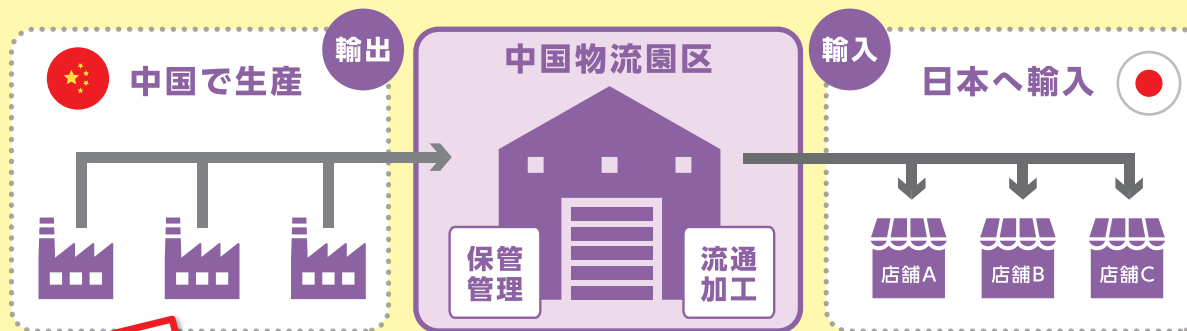 中国で生産
輸出
中国物流園区
保管
管理
流通
加工
輸入
日本へ輸入
店舗A
店舗B
店舗C